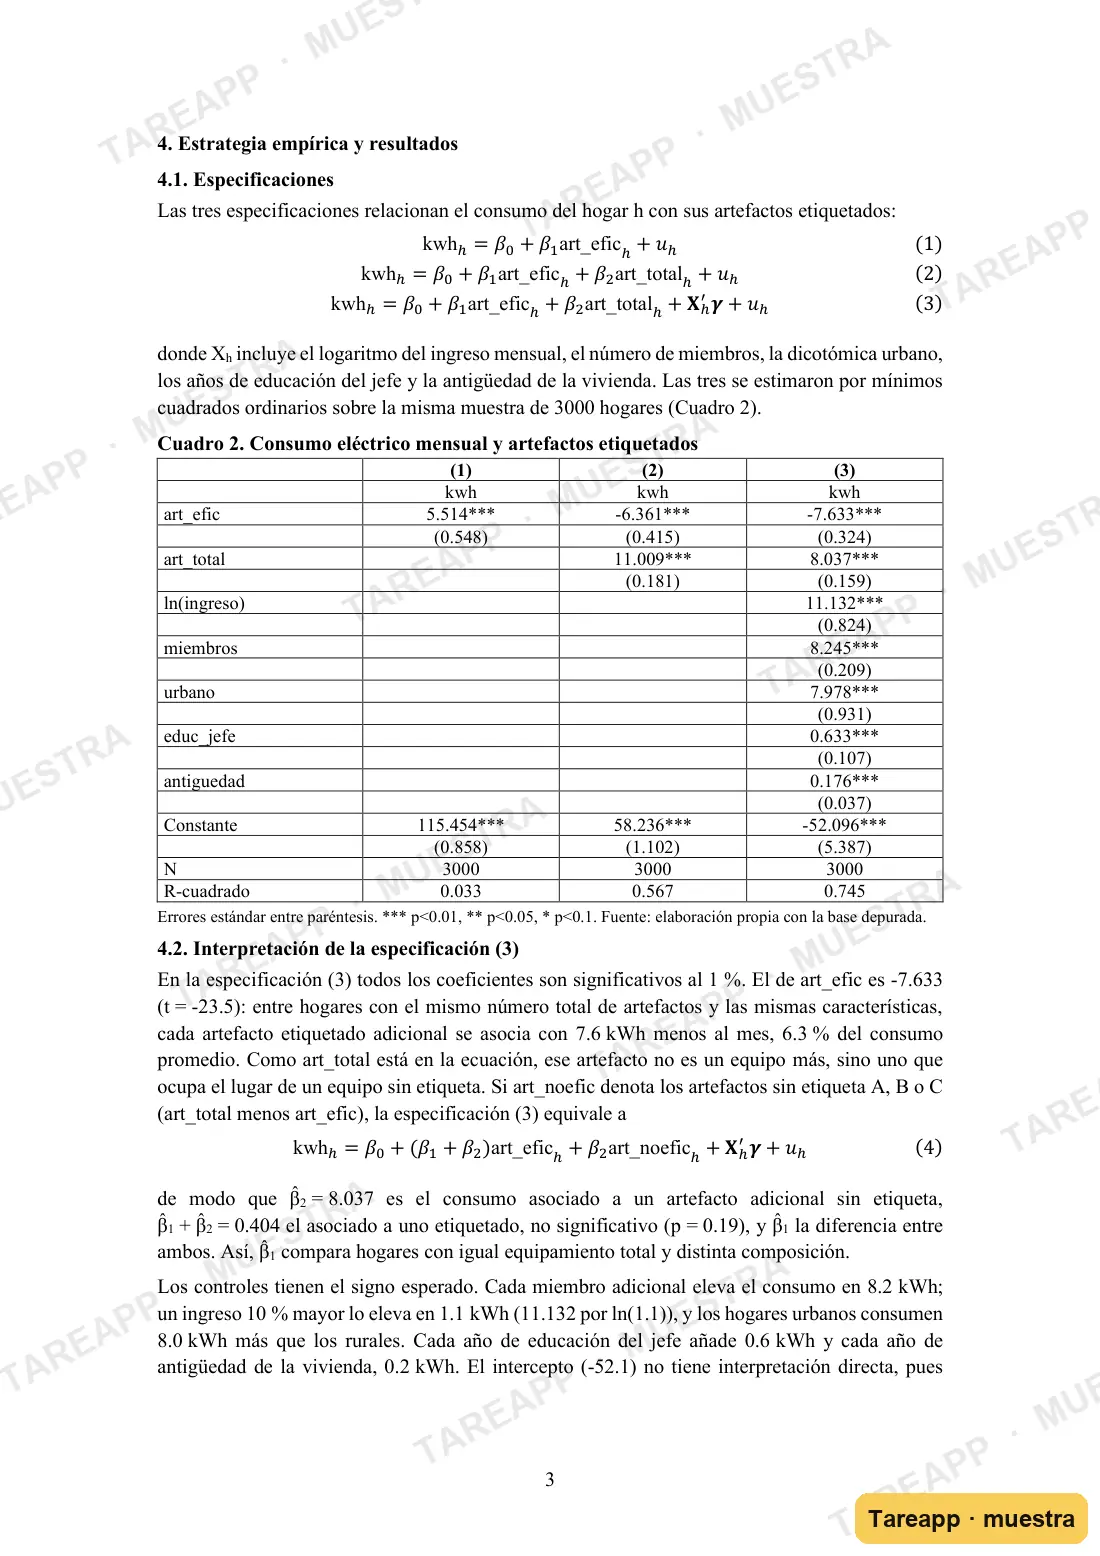 4. Estrategia empírica y resultados
4.1. Especificaciones
Las tres especificaciones relacionan el consumo del hogar h con sus artefactos etiquetados:
kwhₕ = β₀ + β₁art_eficₕ + uₕ (1)
kwhₕ = β₀ + β₁art_eficₕ + β₂art_totalₕ + uₕ (2)
kwhₕ = β₀ + β₁art_eficₕ + β₂art_totalₕ + X′ₕγ + uₕ (3)
donde Xₕ incluye el logaritmo del ingreso mensual, el número de miembros, la dicotómica urbano,
los años de educación del jefe y la antigüedad de la vivienda. Las tres se estimaron por mínimos
cuadrados ordinarios sobre la misma muestra de 3000 hogares (Cuadro 2).
Cuadro 2. Consumo eléctrico mensual y artefactos etiquetados
(1) (2) (3)
kwh kwh kwh
art_efic 5.514*** -6.361*** -7.633***
(0.548) (0.415) (0.324)
art_total 11.009*** 8.037***
(0.181) (0.159)
ln(ingreso) 11.132***
(0.824)
miembros 8.245***
(0.209)
urbano 7.978***
(0.931)
educ_jefe 0.633***
(0.107)
antiguedad 0.176***
(0.037)
Constante 115.454*** 58.236*** -52.096***
(0.858) (1.102) (5.387)
N 3000 3000 3000
R-cuadrado 0.033 0.567 0.745
Errores estándar entre paréntesis. *** p<0.01, ** p<0.05, * p<0.1. Fuente: elaboración propia con la base depurada.
4.2. Interpretación de la especificación (3)
En la especificación (3) todos los coeficientes son significativos al 1 %. El de art_efic es -7.633
(t = -23.5): entre hogares con el mismo número total de artefactos y las mismas características,
cada artefacto etiquetado adicional se asocia con 7.6 kWh menos al mes, 6.3 % del consumo
promedio. Como art_total está en la ecuación, ese artefacto no es un equipo más, sino uno que
ocupa el lugar de un equipo sin etiqueta. Si art_noefic denota los artefactos sin etiqueta A, B o C
(art_total menos art_efic), la especificación (3) equivale a
kwhₕ = β₀ + (β₁ + β₂)art_eficₕ + β₂art_noeficₕ + X′ₕγ + uₕ (4)
de modo que β̂₂ = 8.037 es el consumo asociado a un artefacto adicional sin etiqueta,
β̂₁ + β̂₂ = 0.404 el asociado a uno etiquetado, no significativo (p = 0.19), y β̂₁ la diferencia entre
ambos. Así, β̂₁ compara hogares con igual equipamiento total y distinta composición.
Los controles tienen el signo esperado. Cada miembro adicional eleva el consumo en 8.2 kWh;
un ingreso 10 % mayor lo eleva en 1.1 kWh (11.132 por ln(1.1)), y los hogares urbanos consumen
8.0 kWh más que los rurales. Cada año de educación del jefe añade 0.6 kWh y cada año de
antigüedad de la vivienda, 0.2 kWh. El intercepto (-52.1) no tiene interpretación directa, pues
3
Tareapp · muestra
TAREAPP · MUESTRA